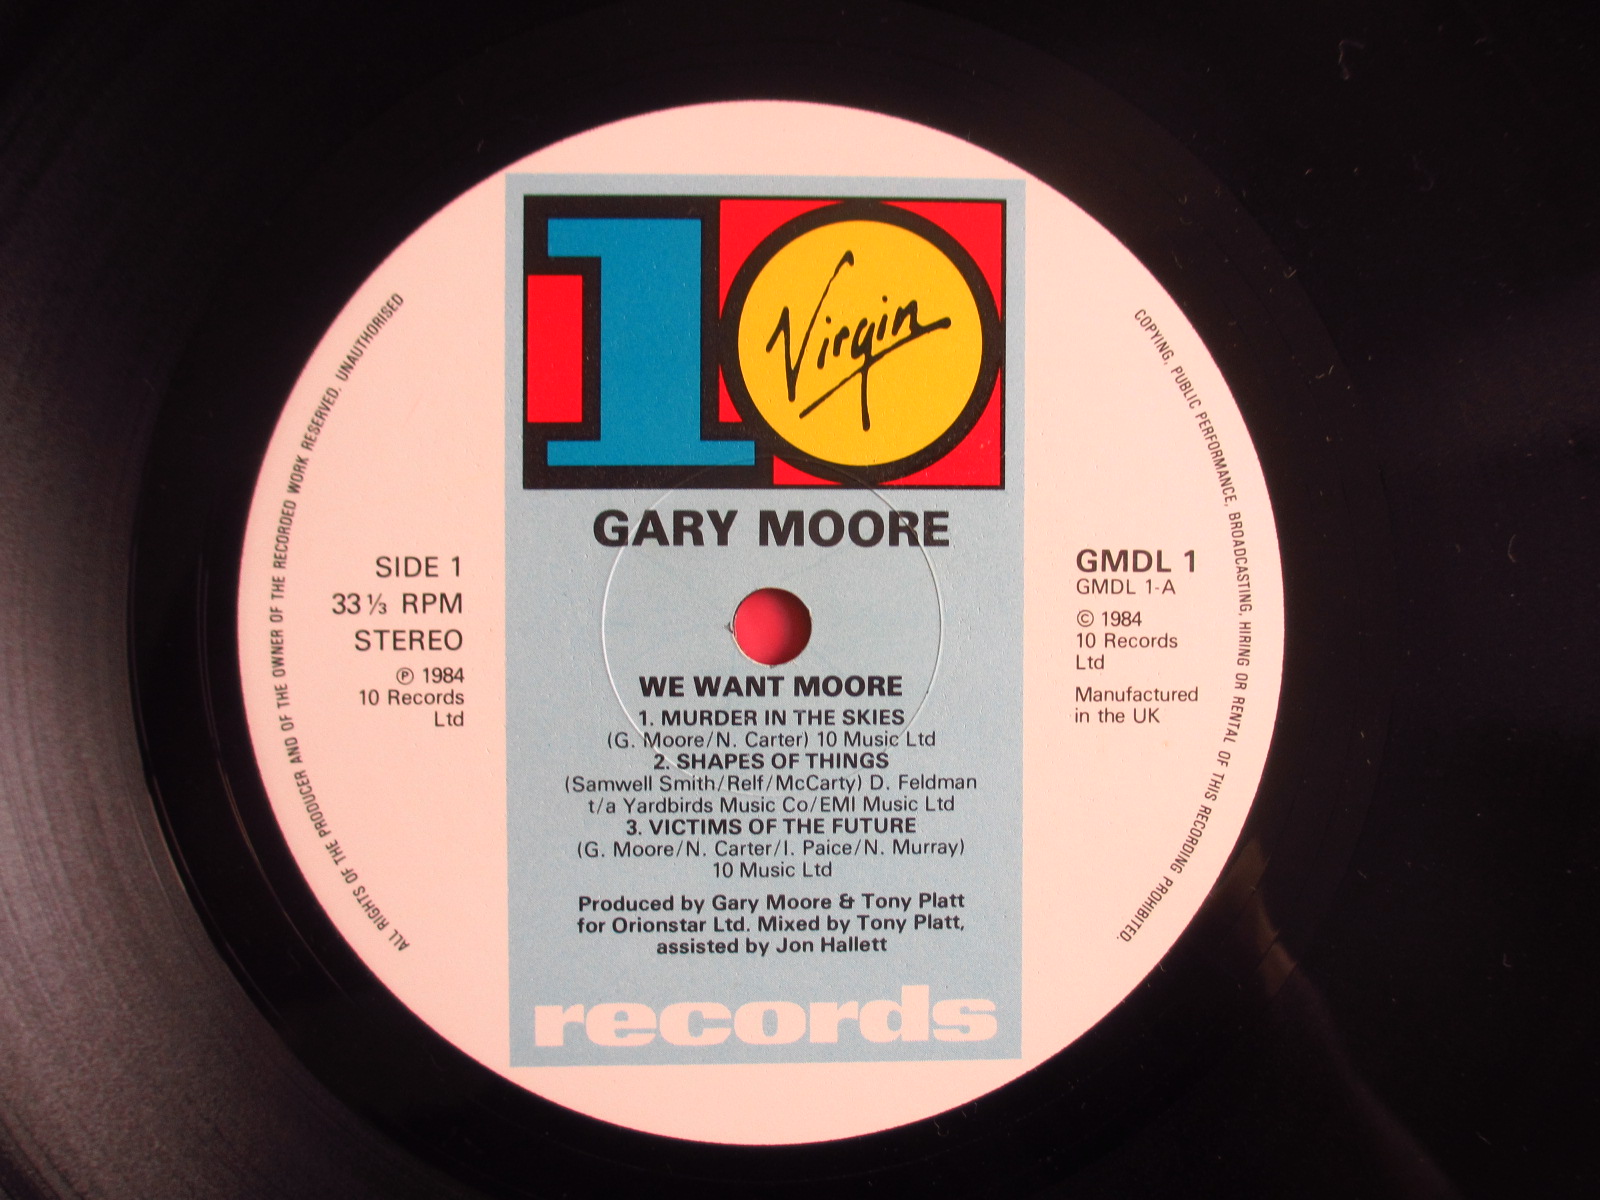 10
Virgin
GARY MOORE
SIDE 1
33⅓ RPM
STEREO
℗ 1984
10 Records
Ltd
GMDL 1
GMDL 1-A
© 1984
10 Records
Ltd
Manufactured
in the UK
WE WANT MOORE
1. MURDER IN THE SKIES
(G. Moore/N. Carter) 10 Music Ltd
2. SHAPES OF THINGS
(Samwell Smith/Relf/McCarty) D. Feldman
t/a Yardbirds Music Co/EMI Music Ltd
3. VICTIMS OF THE FUTURE
(G. Moore/N. Carter/I. Paice/N. Murray)
10 Music Ltd
Produced by Gary Moore & Tony Platt
for Orionstar Ltd. Mixed by Tony Platt,
assisted by Jon Hallett
records
ALL RIGHTS OF THE PRODUCER AND OF THE OWNER OF THE RECORDED WORK RESERVED. UNAUTHORISED
COPYING, PUBLIC PERFORMANCE, BROADCASTING, HIRING OR RENTAL OF THIS RECORDING PROHIBITED.